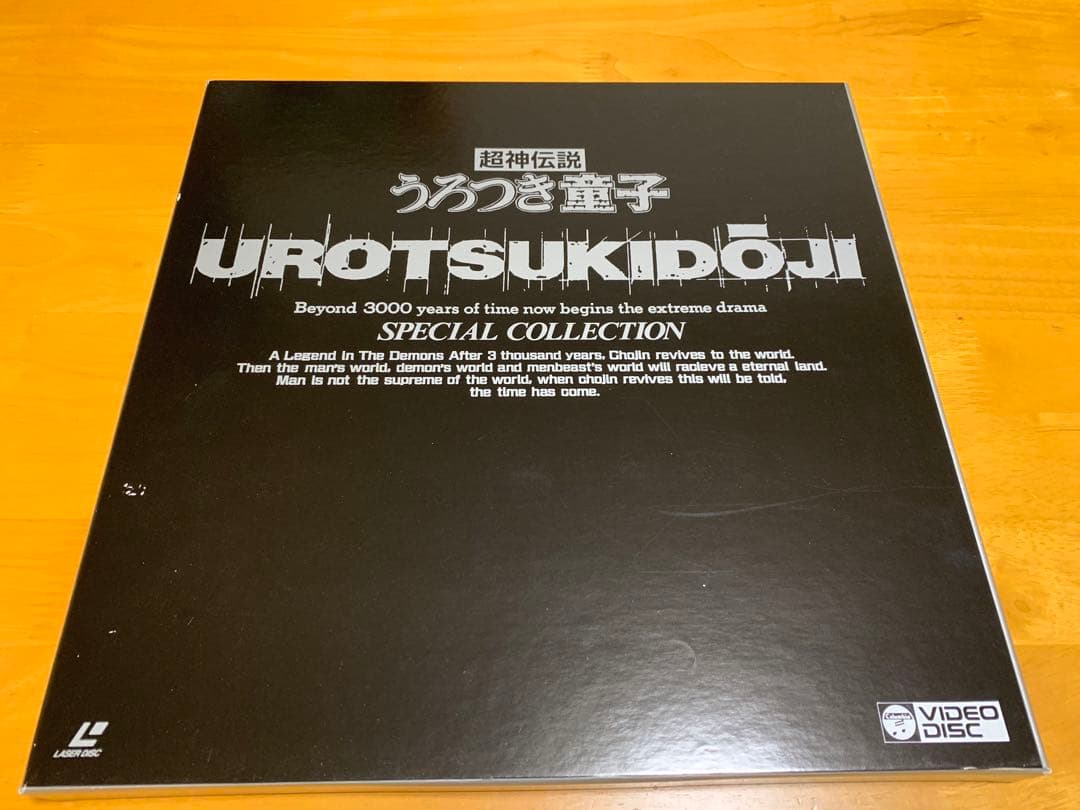 超神伝説
うろつき童子
UROTSUKIDŌJI
Beyond 3000 years of time now begins the extreme drama
SPECIAL COLLECTION
A Legend in The Demons After 3 thousand years, Chojin revives to the world.
Then the man's world, demon's world and menbeast's world will racieve a eternal land.
Man is not the supreme of the world, when chojin revives this will be told,
the time has come.
LASER DISC
Columbia
VIDEO
DISC